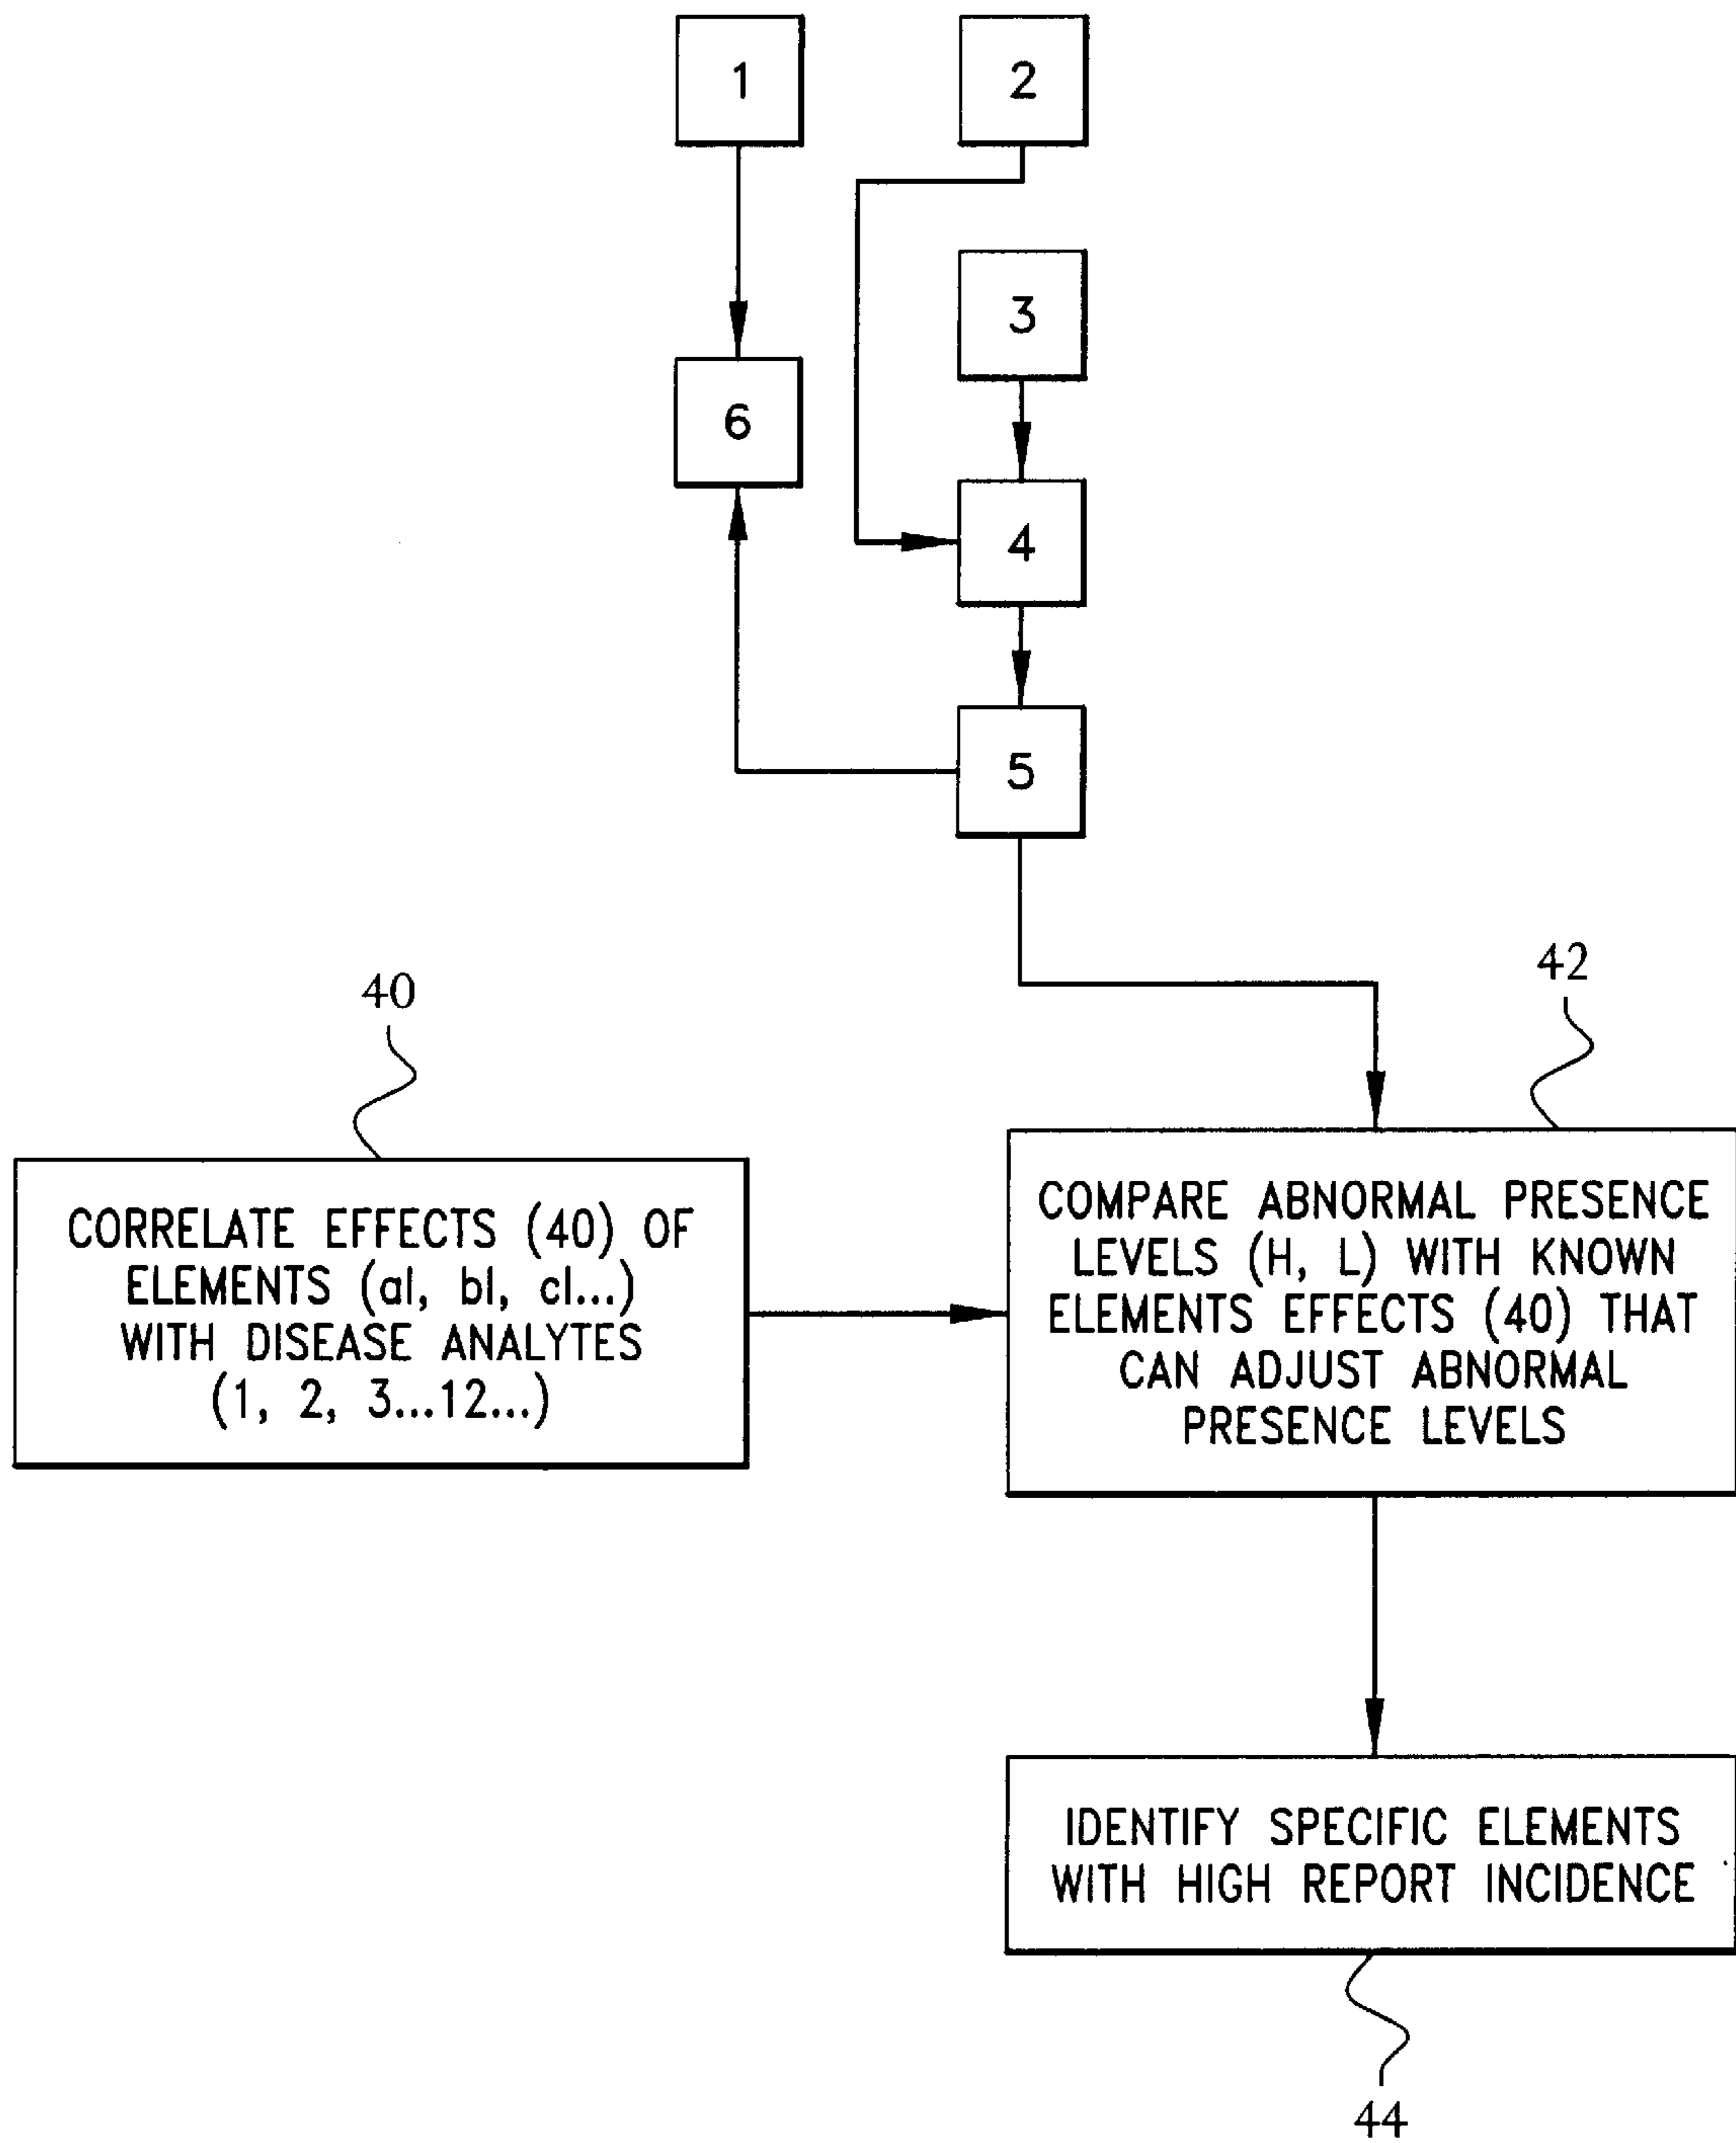 1
2
3
6
4
5
42
40
CORRELATE EFFECTS (40) OF
ELEMENTS (al, bl, cl...)
WITH DISEASE ANALYTES
(1, 2, 3...12...)
COMPARE ABNORMAL PRESENCE
LEVELS (H, L) WITH KNOWN
ELEMENTS EFFECTS (40) THAT
CAN ADJUST ABNORMAL
PRESENCE LEVELS
IDENTIFY SPECIFIC ELEMENTS
WITH HIGH REPORT INCIDENCE
44